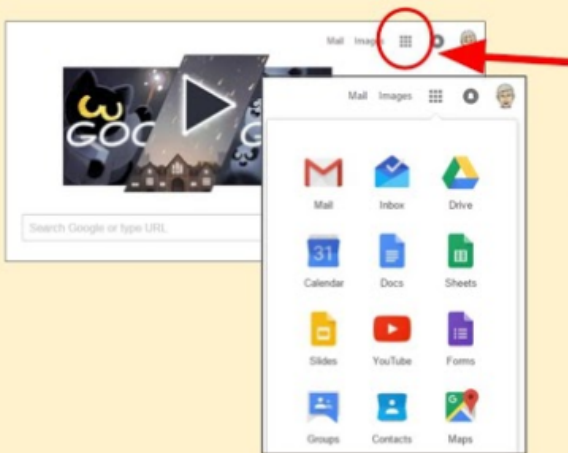 Mail Images
GOO
Search Google or type URL
Mail Images
Mail Inbox Drive
31
Calendar Docs Sheets
Slides YouTube Forms
G
Groups Contacts Maps